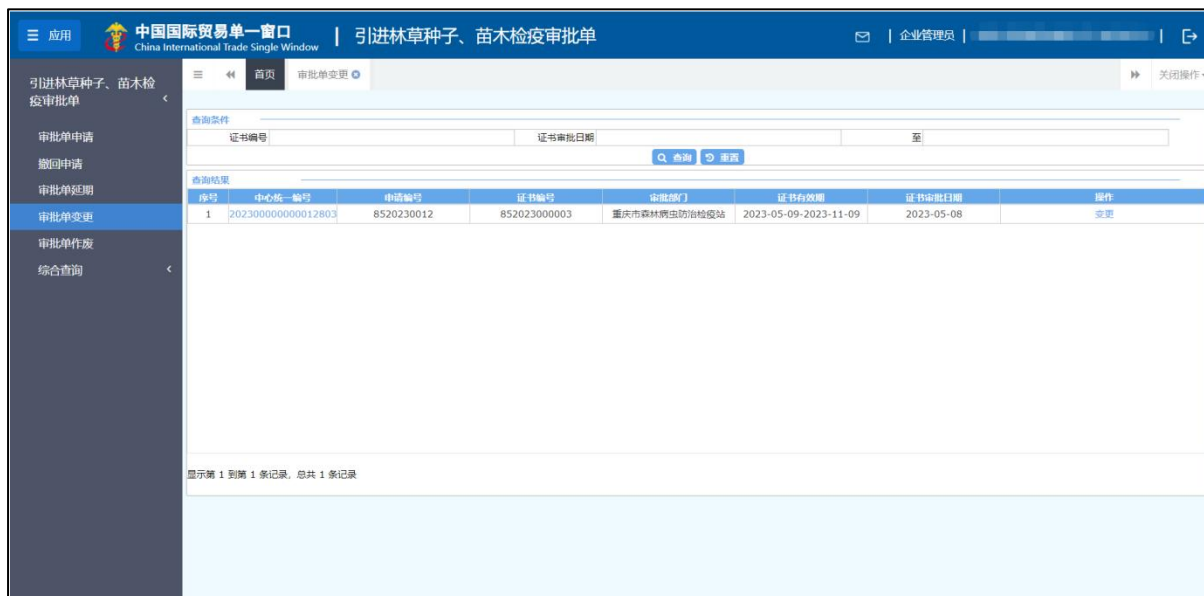 应用
中国国际贸易单一窗口
China International Trade Single Window
引进林草种子、苗木检疫审批单
企业管理员
引进林草种子、苗木检
疫审批单
首页
审批单变更
关闭操作
审批单申请
撤回申请
审批单延期
审批单变更
审批单作废
综合查询
查询条件
证书编号
证书审批日期
至
查询
重置
查询结果
序号 中心统一编号 申请编号 证书编号 审批部门 证书有效期 证书审批日期 操作
1 202300000000012803 8520230012 852023000003 重庆市森林病虫防治检疫站 2023-05-09-2023-11-09 2023-05-08 变更
显示第 1 到第 1 条记录，总共 1 条记录